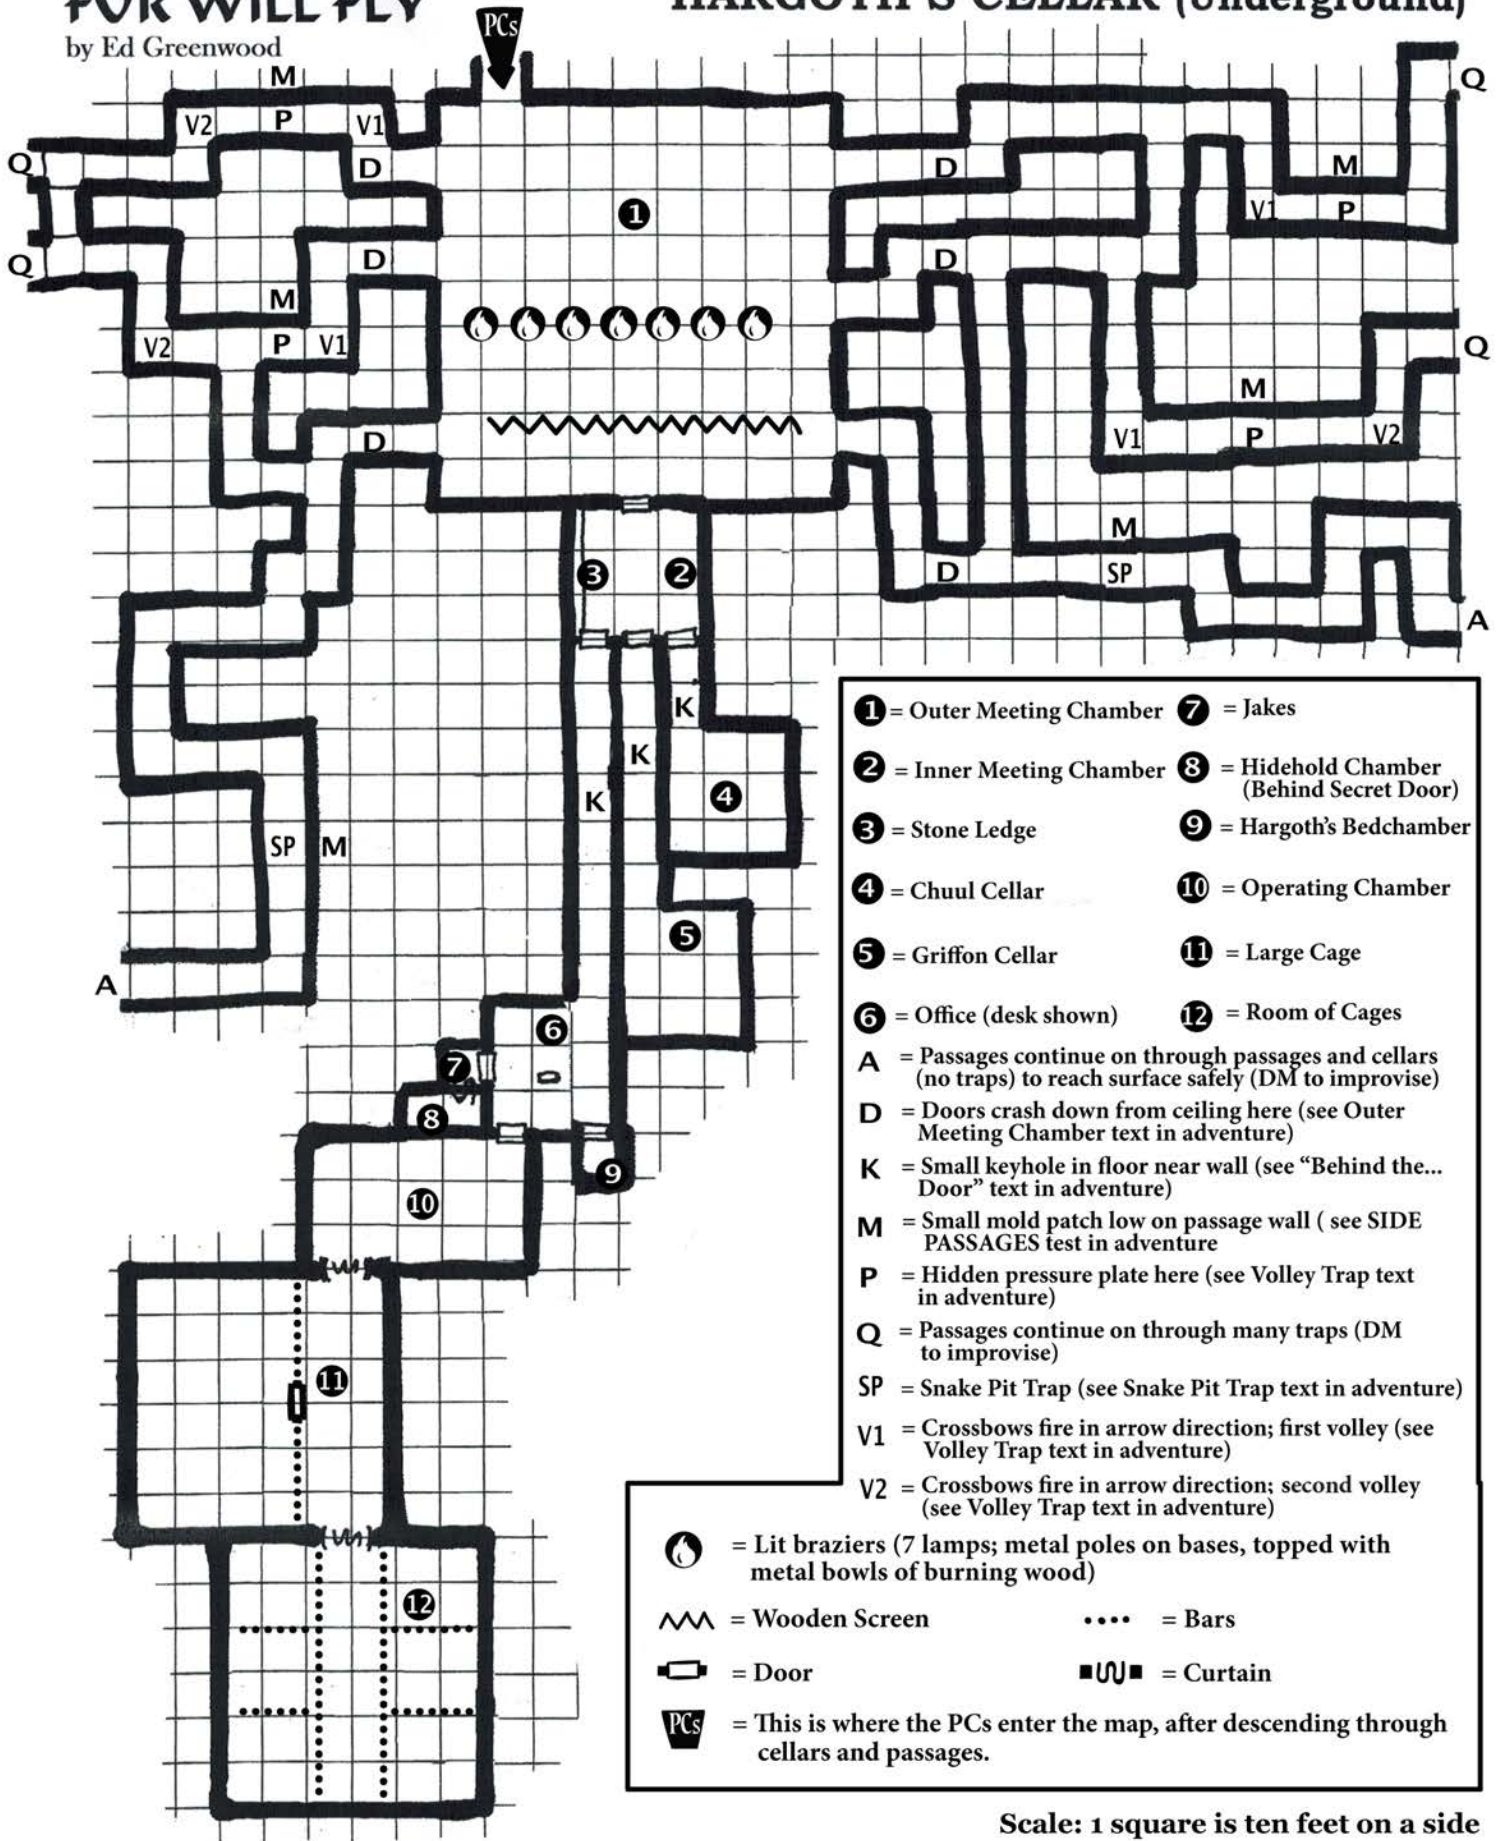 FUR WILL FLY
HARGOTH'S CELLAR (Underground)
by Ed Greenwood
PCs
M
Q
V2 P V1
Q D D M
V1 P
1
Q D D
M
V2 P V1 Q
M
D V1 P V2
M
3 2 D SP
A
K
K
K 4
SP M
5
A
6
7
8
9
10
11
12
1 = Outer Meeting Chamber
7 = Jakes
2 = Inner Meeting Chamber
8 = Hidehold Chamber
(Behind Secret Door)
3 = Stone Ledge
9 = Hargoth's Bedchamber
4 = Chuul Cellar
10 = Operating Chamber
5 = Griffon Cellar
11 = Large Cage
6 = Office (desk shown)
12 = Room of Cages
A = Passages continue on through passages and cellars
(no traps) to reach surface safely (DM to improvise)
D = Doors crash down from ceiling here (see Outer
Meeting Chamber text in adventure)
K = Small keyhole in floor near wall (see “Behind the...
Door” text in adventure)
M = Small mold patch low on passage wall ( see SIDE
PASSAGES test in adventure
P = Hidden pressure plate here (see Volley Trap text
in adventure)
Q = Passages continue on through many traps (DM
to improvise)
SP = Snake Pit Trap (see Snake Pit Trap text in adventure)
V1 = Crossbows fire in arrow direction; first volley (see
Volley Trap text in adventure)
V2 = Crossbows fire in arrow direction; second volley
(see Volley Trap text in adventure)
= Lit braziers (7 lamps; metal poles on bases, topped with
metal bowls of burning wood)
= Wooden Screen
= Bars
= Door
= Curtain
PCs = This is where the PCs enter the map, after descending through
cellars and passages.
Scale: 1 square is ten feet on a side